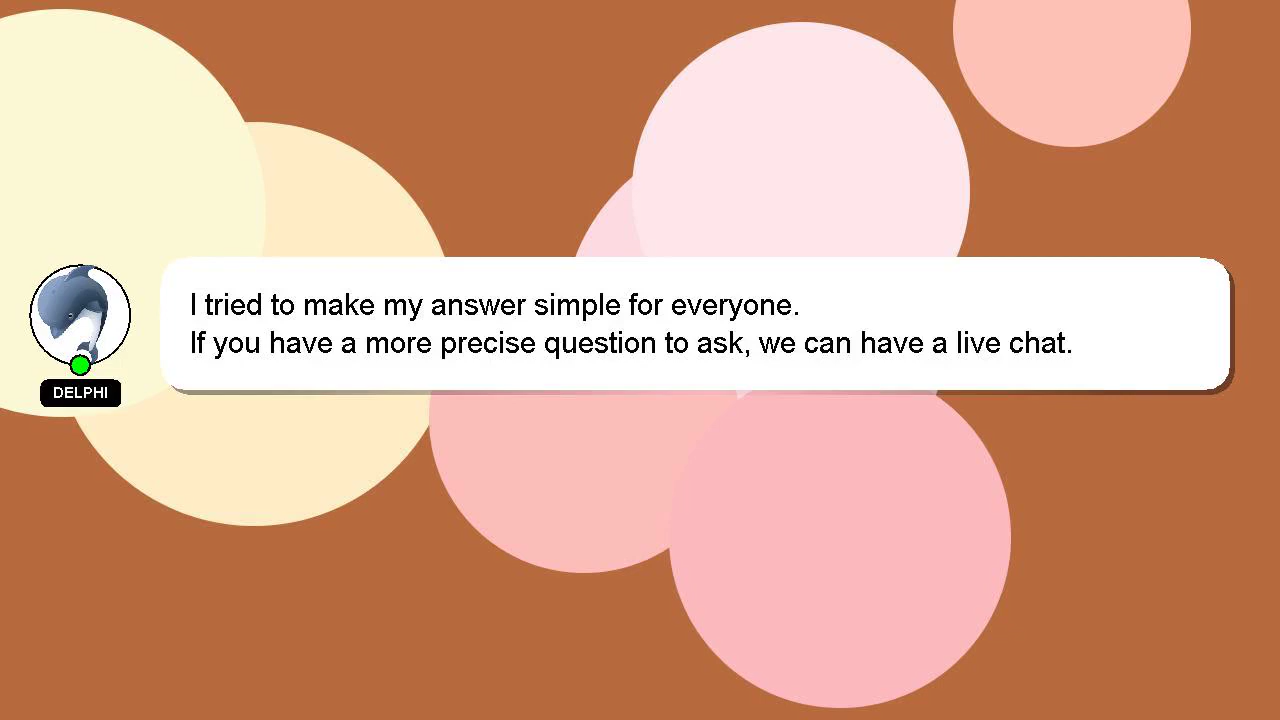 I tried to make my answer simple for everyone.
If you have a more precise question to ask, we can have a live chat.
DELPHI